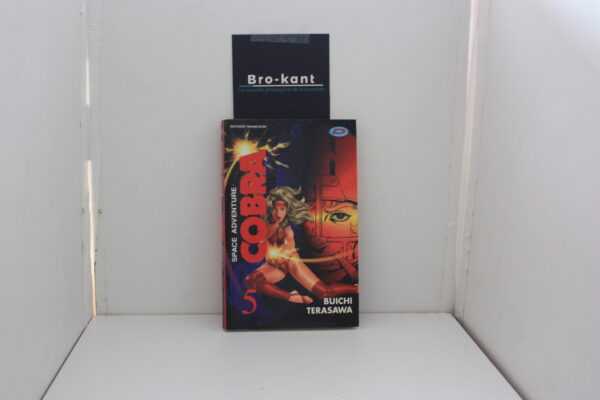 Bro-kant
SPACE ADVENTURE
COBRA
5
BUICHI
TERASAWA